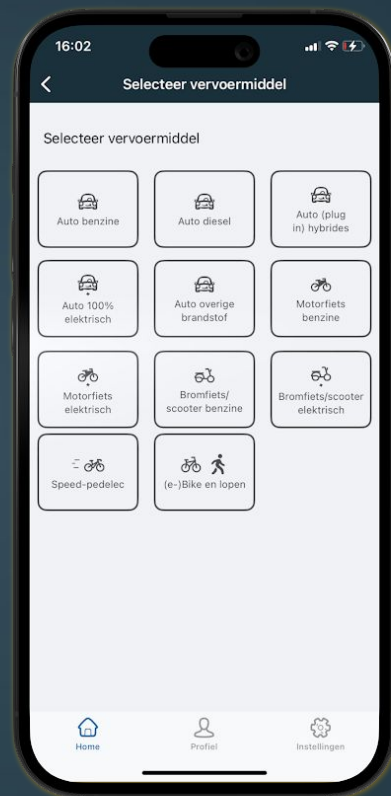 16:02
Selecteer vervoermiddel
Selecteer vervoermiddel
Auto benzine
Auto diesel
Auto (plug
in) hybrides
Auto 100%
elektrisch
Auto overige
brandstof
Motorfiets
benzine
Motorfiets
elektrisch
Bromfiets/
scooter benzine
Bromfiets/scooter
elektrisch
Speed-pedelec
(e-)Bike en lopen
Home
Profiel
Instellingen